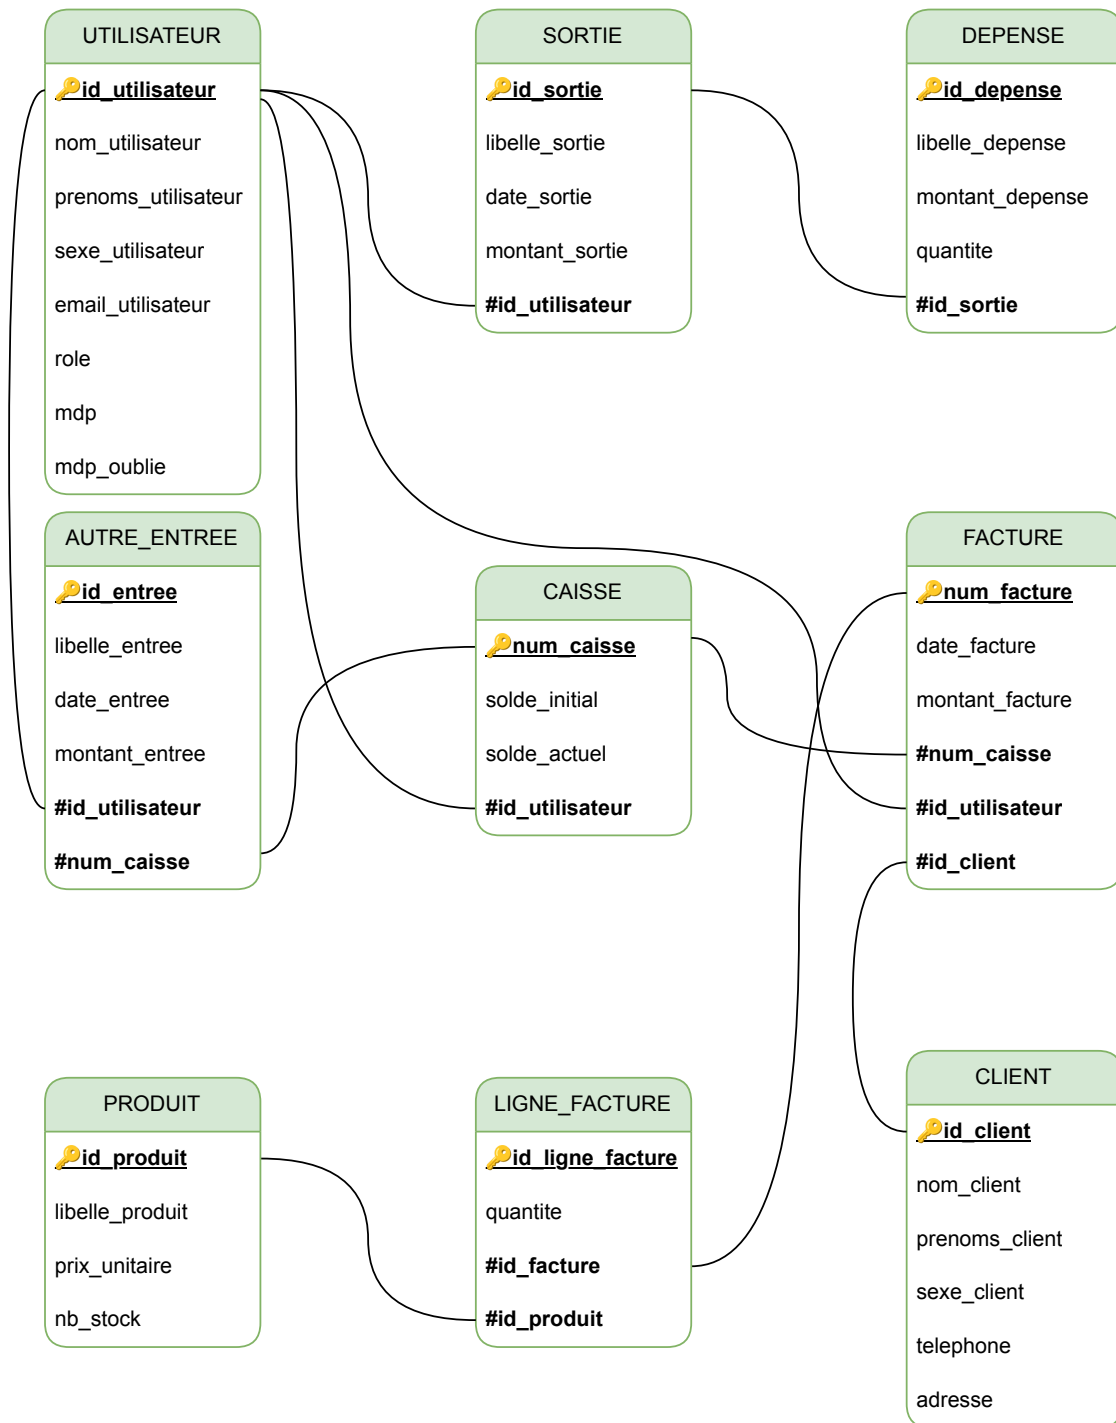 UTILISATEUR
🔑id_utilisateur
nom_utilisateur
prenoms_utilisateur
sexe_utilisateur
email_utilisateur
role
mdp
mdp_oublie
SORTIE
🔑id_sortie
libelle_sortie
date_sortie
montant_sortie
#id_utilisateur
DEPENSE
🔑id_depense
libelle_depense
montant_depense
quantite
#id_sortie
AUTRE_ENTREE
🔑id_entree
libelle_entree
date_entree
montant_entree
#id_utilisateur
#num_caisse
CAISSE
🔑num_caisse
solde_initial
solde_actuel
#id_utilisateur
FACTURE
🔑num_facture
date_facture
montant_facture
#num_caisse
#id_utilisateur
#id_client
PRODUIT
🔑id_produit
libelle_produit
prix_unitaire
nb_stock
LIGNE_FACTURE
🔑id_ligne_facture
quantite
#id_facture
#id_produit
CLIENT
🔑id_client
nom_client
prenoms_client
sexe_client
telephone
adresse